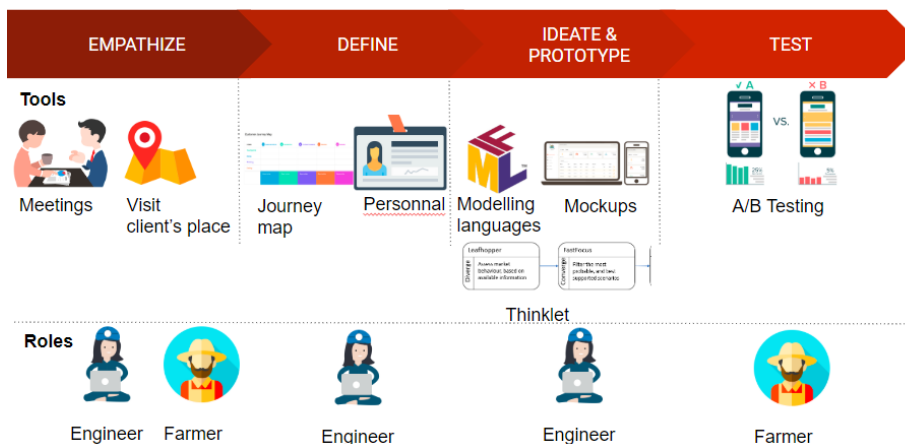 EMPATHIZE
DEFINE
IDEATE &
PROTOTYPE
TEST
Tools
✓ A
✕ B
VS.
Meetings
Visit
client's place
Journey
map
Personnal
IFML
Modelling
languages
Mockups
A/B Testing
Leafhopper
Diverge
Assess market
behaviour, based on
available information
FastFocus
Converge
Filter the most
probable, and best
supported scenarios
Thinklet
Roles
Engineer
Farmer
Engineer
Engineer
Farmer